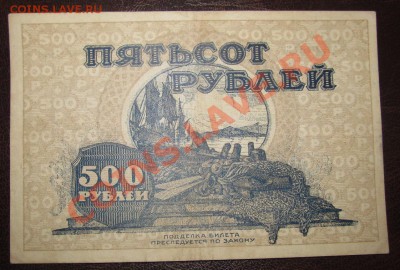 COINS.LAVE.RU
ПЯТЬСОТ
РУБЛЕЙ
500
РУБЛЕЙ
ПОДДЕЛКА БИЛЕТА
ПРЕСЛЕДУЕТСЯ ПО ЗАКОНУ
COINS.LAVE.RU